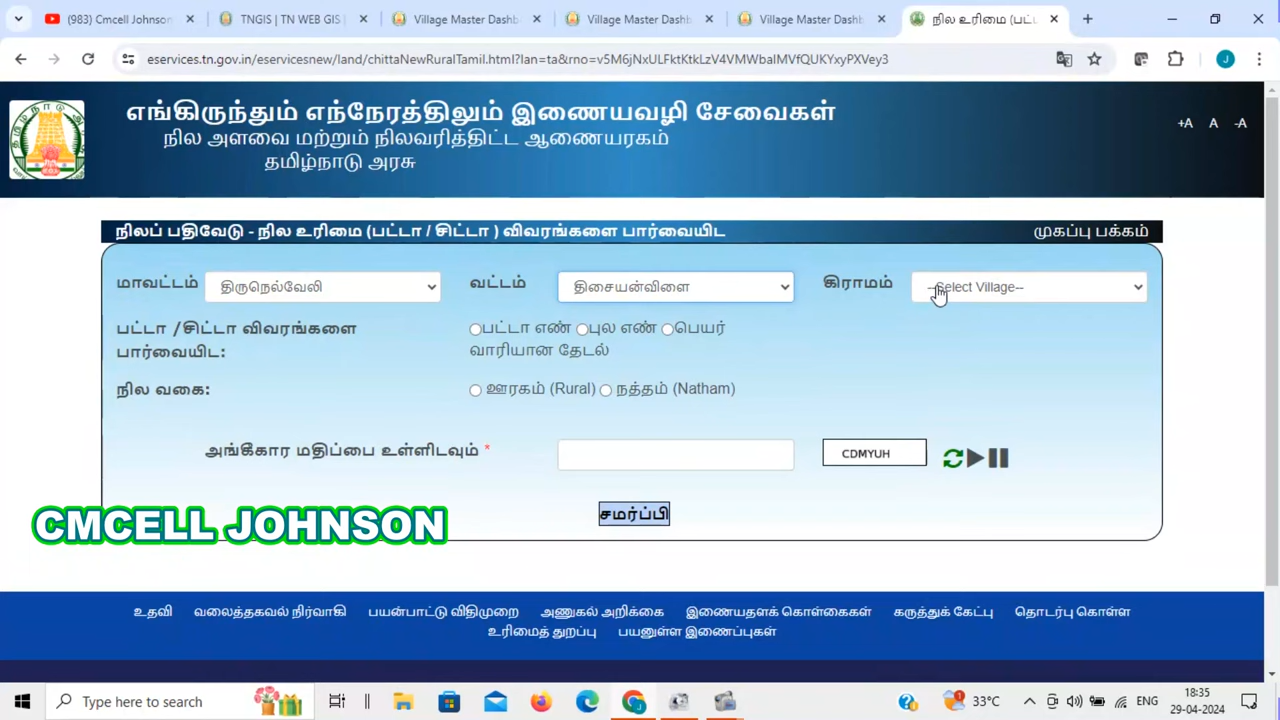 (983) Cmcell Johnson
TNGIS | TN WEB GIS |
Village Master Dashb
Village Master Dashb
Village Master Dashb
நில உரிமை (பட்
eservices.tn.gov.in/eservicesnew/land/chittaNewRuralTamil.html?lan=ta&rno=v5M6jNxULFktKtkLzV4VMWbaIMVfQUKYxyPXVey3
J
எங்கிருந்தும் எந்நேரத்திலும் இணையவழி சேவைகள்
நில அளவை மற்றும் நிலவரித்திட்ட ஆணையரகம்
தமிழ்நாடு அரசு
+A A -A
நிலப் பதிவேடு - நில உரிமை (பட்டா / சிட்டா ) விவரங்களை பார்வையிட முகப்பு பக்கம்
மாவட்டம் திருநெல்வேலி வட்டம் திசையன்விளை கிராமம் --Select Village--
பட்டா /சிட்டா விவரங்களை
பார்வையிட:
பட்டா எண் புல எண் பெயர்
வாரியான தேடல்
நில வகை: ஊரகம் (Rural) நத்தம் (Natham)
அங்கீகார மதிப்பை உள்ளிடவும் * CDMYUH
சமர்ப்பி
CMCELL JOHNSON
உதவி வலைத்தகவல் நிர்வாகி பயன்பாட்டு விதிமுறை அணுகல் அறிக்கை இணையதளக் கொள்கைகள் கருத்துக் கேட்பு தொடர்பு கொள்ள
உரிமைத் துறப்பு பயனுள்ள இணைப்புகள்
Type here to search
33°C
ENG
18:35
29-04-2024